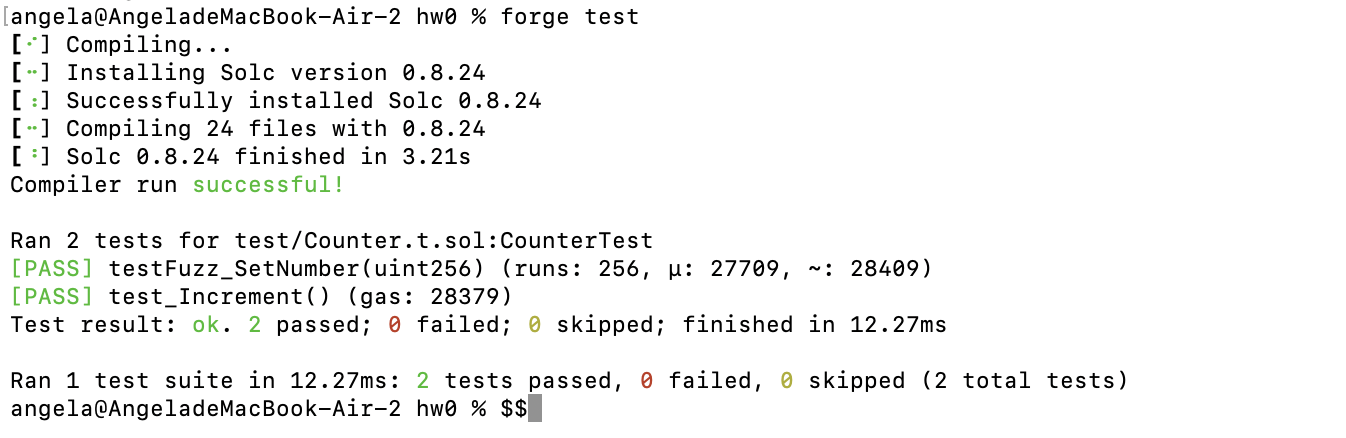 [angela@AngeladeMacBook-Air-2 hw0 % forge test
[⠊] Compiling...
[⠒] Installing Solc version 0.8.24
[⠰] Successfully installed Solc 0.8.24
[⠒] Compiling 24 files with 0.8.24
[⠘] Solc 0.8.24 finished in 3.21s
Compiler run successful!
Ran 2 tests for test/Counter.t.sol:CounterTest
[PASS] testFuzz_SetNumber(uint256) (runs: 256, μ: 27709, ~: 28409)
[PASS] test_Increment() (gas: 28379)
Test result: ok. 2 passed; 0 failed; 0 skipped; finished in 12.27ms
Ran 1 test suite in 12.27ms: 2 tests passed, 0 failed, 0 skipped (2 total tests)
angela@AngeladeMacBook-Air-2 hw0 % $$